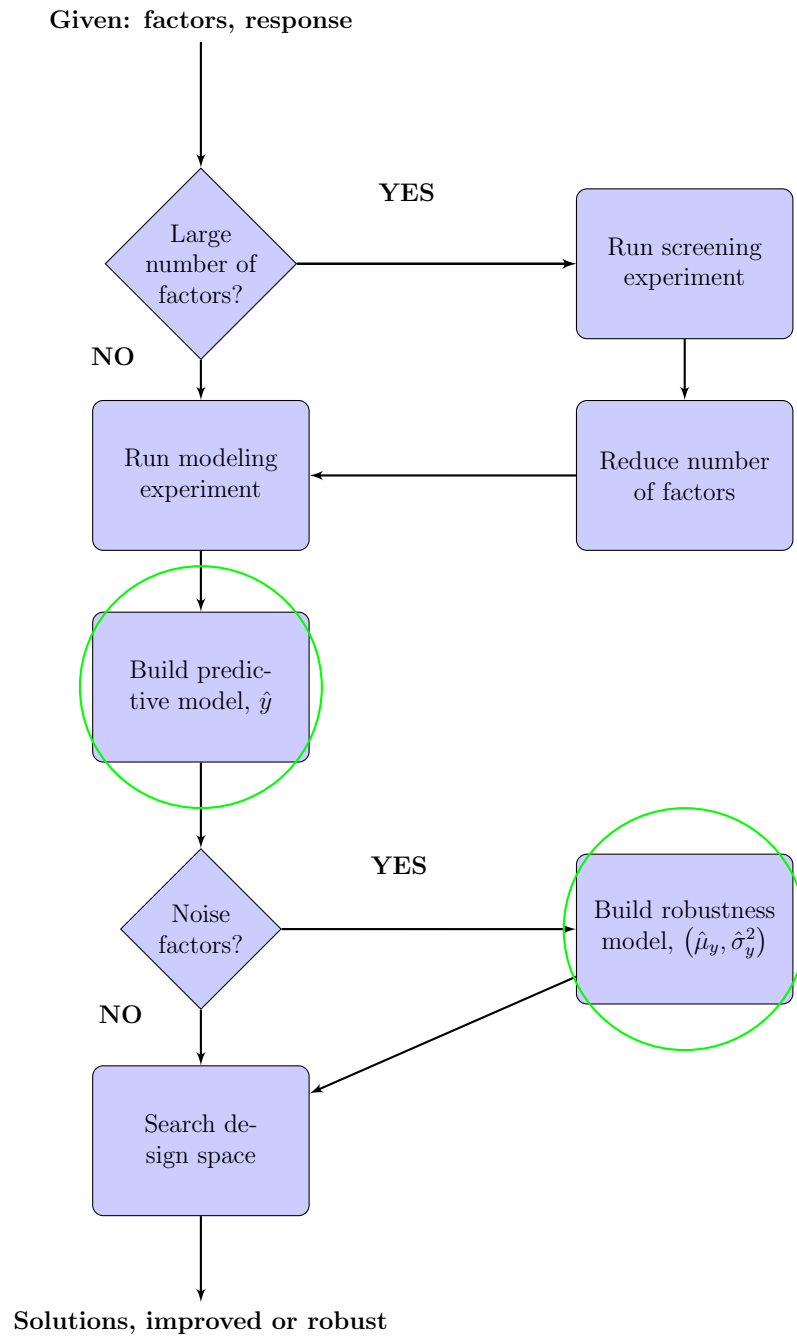 Given: factors, response
Large
number of
factors?
YES
Run screening
experiment
NO
Run modeling
experiment
Reduce number
of factors
Build predic-
tive model, ŷ
Noise
factors?
YES
Build robustness
model, (μ̂_y, σ̂²_y)
NO
Search de-
sign space
Solutions, improved or robust